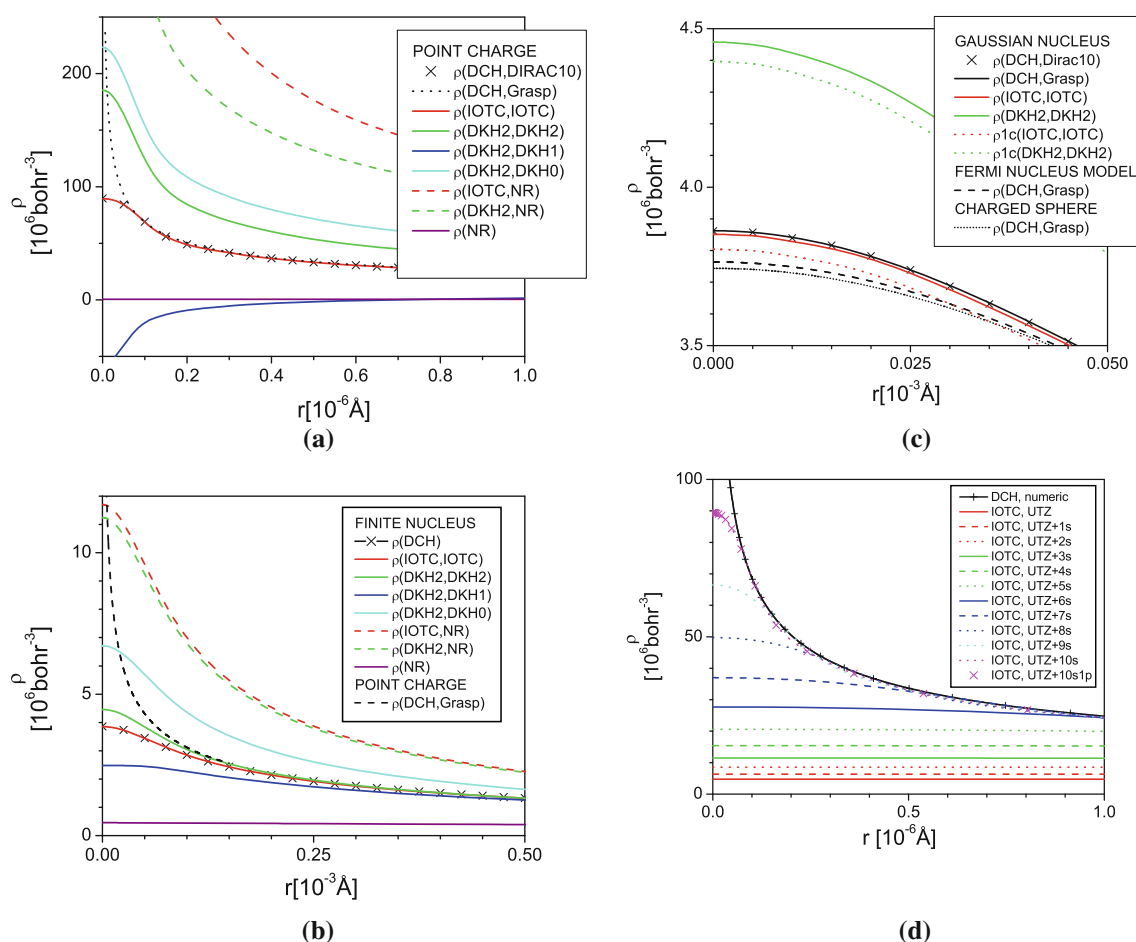 POINT CHARGE
ρ(DCH,DIRAC10)
ρ(DCH,Grasp)
ρ(IOTC,IOTC)
ρ(DKH2,DKH2)
ρ(DKH2,DKH1)
ρ(DKH2,DKH0)
ρ(IOTC,NR)
ρ(DKH2,NR)
ρ(NR)
200
100
0
ρ
[10⁶bohr⁻³]
0.0 0.2 0.4 0.6 0.8 1.0
r[10⁻⁶Å]
(a)
GAUSSIAN NUCLEUS
ρ(DCH,Dirac10)
ρ(DCH,Grasp)
ρ(IOTC,IOTC)
ρ(DKH2,DKH2)
ρ1c(IOTC,IOTC)
ρ1c(DKH2,DKH2)
FERMI NUCLEUS MODEL
ρ(DCH,Grasp)
CHARGED SPHERE
ρ(DCH,Grasp)
4.5
4.0
3.5
ρ
[10⁶bohr⁻³]
0.000 0.025 0.050
r[10⁻³Å]
(c)
FINITE NUCLEUS
ρ(DCH)
ρ(IOTC,IOTC)
ρ(DKH2,DKH2)
ρ(DKH2,DKH1)
ρ(DKH2,DKH0)
ρ(IOTC,NR)
ρ(DKH2,NR)
ρ(NR)
POINT CHARGE
ρ(DCH,Grasp)
10
5
0
ρ
[10⁶bohr⁻³]
0.00 0.25 0.50
r[10⁻³Å]
(b)
DCH, numeric
IOTC, UTZ
IOTC, UTZ+1s
IOTC, UTZ+2s
IOTC, UTZ+3s
IOTC, UTZ+4s
IOTC, UTZ+5s
IOTC, UTZ+6s
IOTC, UTZ+7s
IOTC, UTZ+8s
IOTC, UTZ+9s
IOTC, UTZ+10s
IOTC, UTZ+10s1p
100
50
0
ρ
[10⁶bohr⁻³]
0.0 0.5 1.0
r [10⁻⁶Å]
(d)